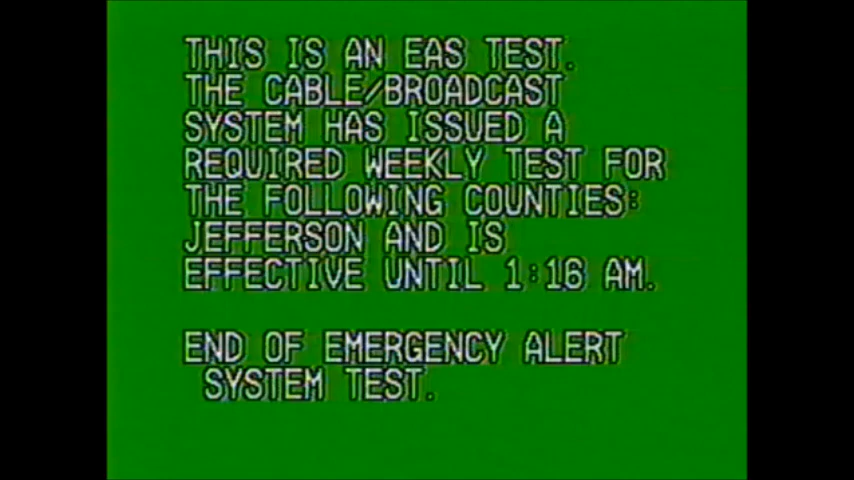 THIS IS AN EAS TEST.
THE CABLE/BROADCAST
SYSTEM HAS ISSUED A
REQUIRED WEEKLY TEST FOR
THE FOLLOWING COUNTIES:
JEFFERSON AND IS
EFFECTIVE UNTIL 1:16 AM.
END OF EMERGENCY ALERT
SYSTEM TEST.